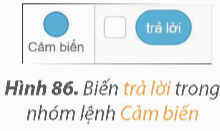 trả lời
Cảm biến
Hình 86. Biến trả lời trong
nhóm lệnh Cảm biến